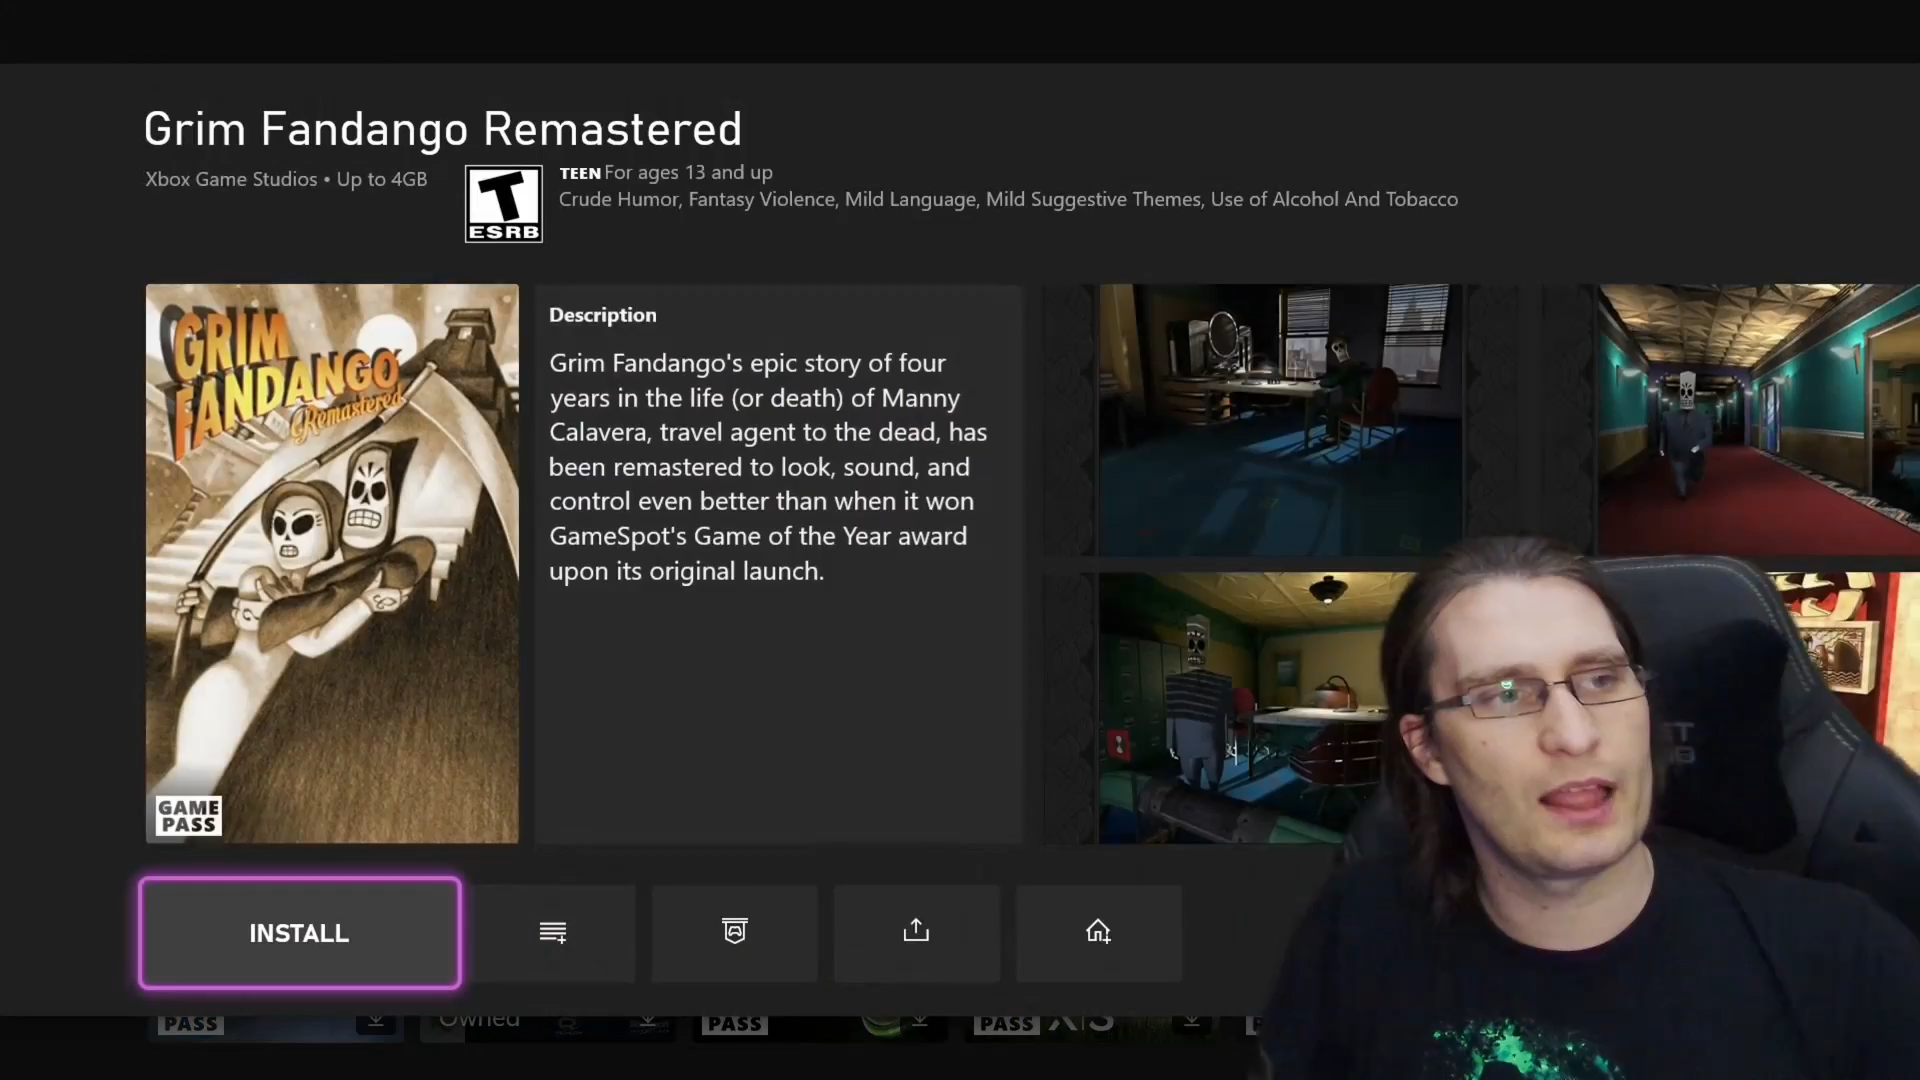 Grim Fandango Remastered
Xbox Game Studios • Up to 4GB
T
ESRB
TEEN For ages 13 and up
Crude Humor, Fantasy Violence, Mild Language, Mild Suggestive Themes, Use of Alcohol And Tobacco
GRIM
FANDANGO
Remastered
GAME
PASS
Description
Grim Fandango's epic story of four
years in the life (or death) of Manny
Calavera, travel agent to the dead, has
been remastered to look, sound, and
control even better than when it won
GameSpot's Game of the Year award
upon its original launch.
INSTALL
PASS
Owned
PASS
PASS X|S